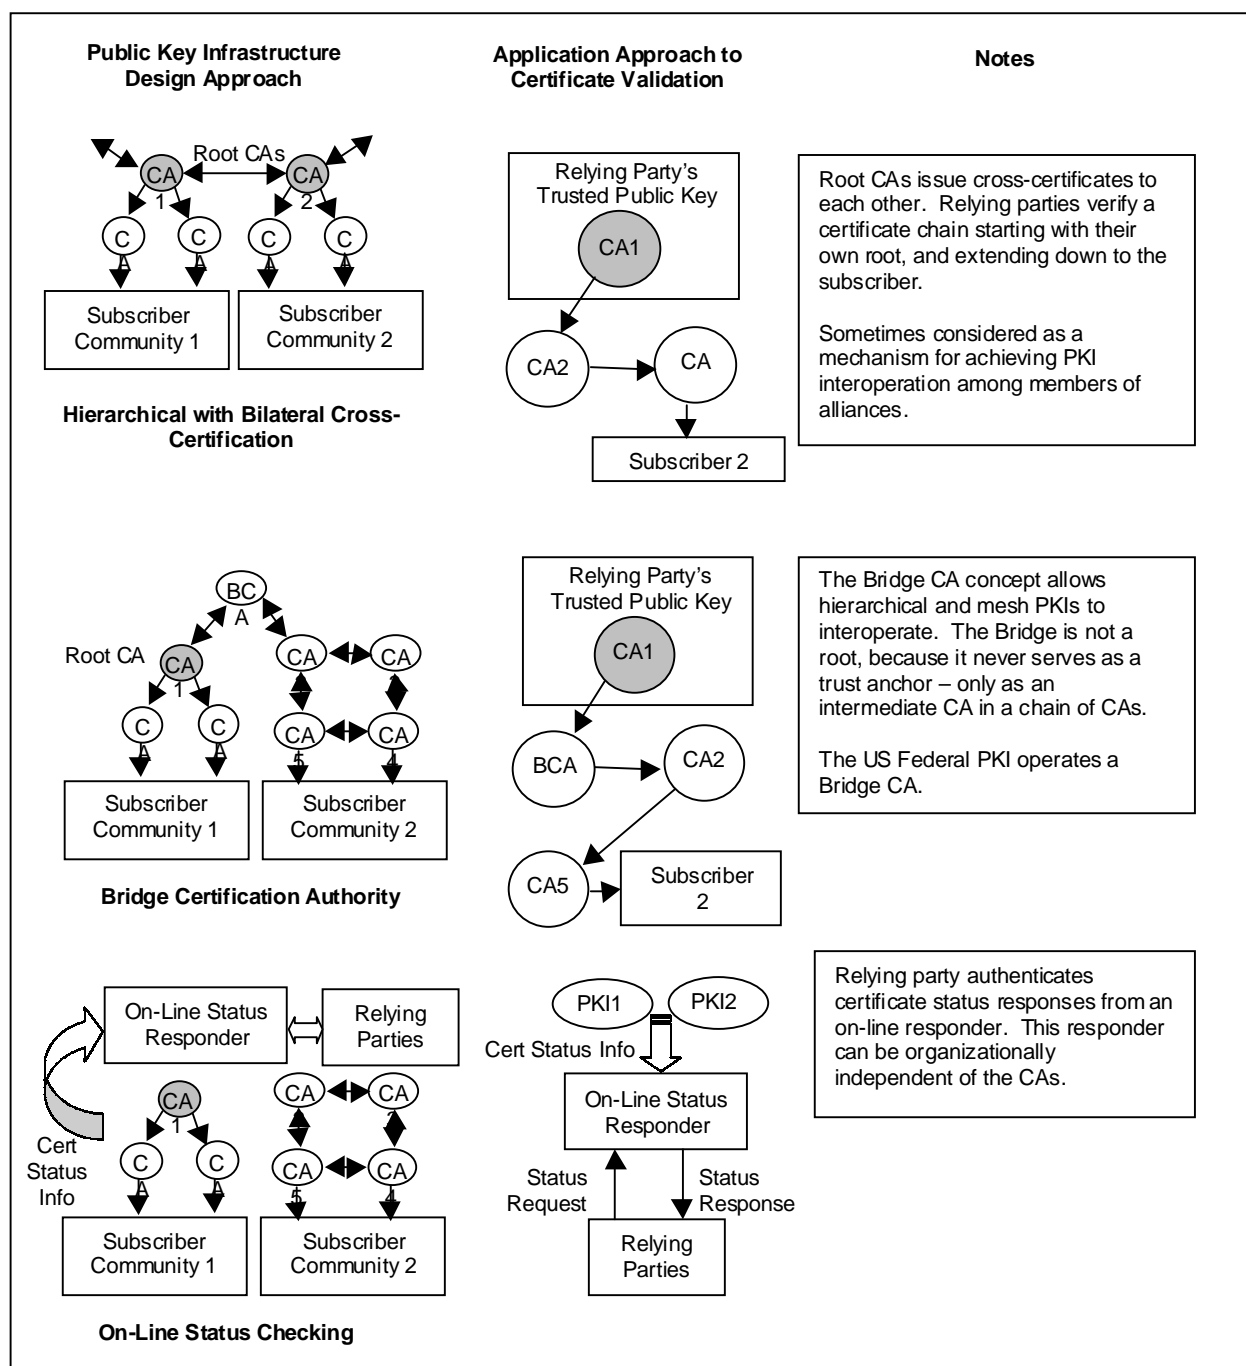 Public Key Infrastructure
Design Approach
Application Approach to
Certificate Validation
Notes
Root CAs
CA
1
CA
2
C
A
C
A
C
A
C
A
Subscriber
Community 1
Subscriber
Community 2
Hierarchical with Bilateral Cross-
Certification
Relying Party's
Trusted Public Key
CA1
CA2
CA
Subscriber 2
Root CAs issue cross-certificates to
each other. Relying parties verify a
certificate chain starting with their
own root, and extending down to the
subscriber.
Sometimes considered as a
mechanism for achieving PKI
interoperation among members of
alliances.
BC
A
Root CA
CA
1
C
A
C
A
CA
CA
CA
5
CA
4
Subscriber
Community 1
Subscriber
Community 2
Bridge Certification Authority
Relying Party's
Trusted Public Key
CA1
BCA
CA2
CA5
Subscriber
2
The Bridge CA concept allows
hierarchical and mesh PKIs to
interoperate. The Bridge is not a
root, because it never serves as a
trust anchor – only as an
intermediate CA in a chain of CAs.
The US Federal PKI operates a
Bridge CA.
On-Line Status
Responder
Relying
Parties
Cert
Status
Info
CA
1
C
A
C
A
CA
CA
CA
5
CA
4
Subscriber
Community 1
Subscriber
Community 2
On-Line Status Checking
PKI1
PKI2
Cert Status Info
On-Line Status
Responder
Status
Request
Status
Response
Relying
Parties
Relying party authenticates
certificate status responses from an
on-line responder. This responder
can be organizationally
independent of the CAs.